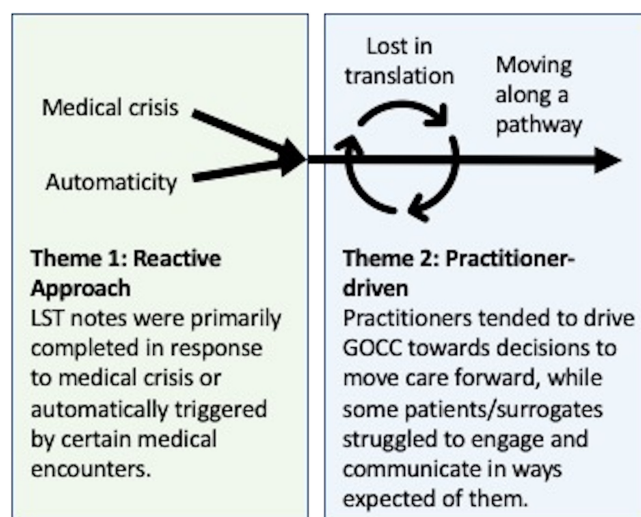 Medical crisis
Automaticity
Theme 1: Reactive
Approach
LST notes were primarily
completed in response
to medical crisis or
automatically triggered
by certain medical
encounters.
Lost in
translation
Moving
along a
pathway
Theme 2: Practitioner-
driven
Practitioners tended to drive
GOCC towards decisions to
move care forward, while
some patients/surrogates
struggled to engage and
communicate in ways
expected of them.